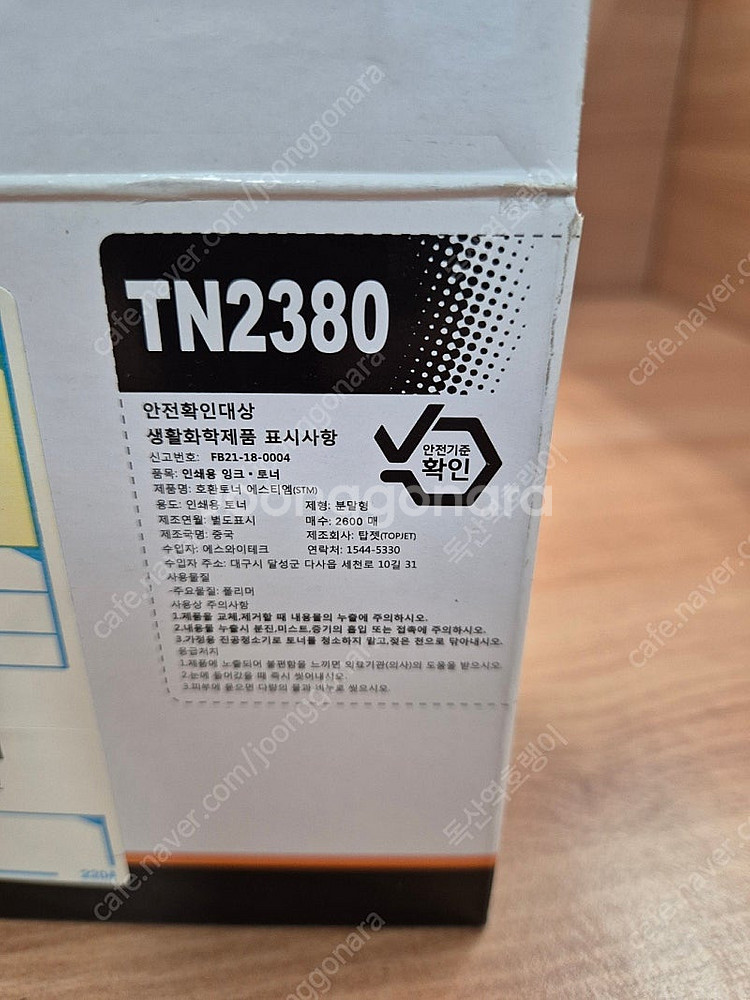 TN2380
안전확인대상
생활화학제품 표시사항
안전기준
확인
신고번호: FB21-18-0004
품목: 인쇄용 잉크·토너
제품명: 호환토너 에스티엠(STM)
용도: 인쇄용 토너 제형: 분말형
제조연월: 별도표시 매수: 2600 매
제조국명: 중국 제조회사: 탑젯(TOPJET)
수입자: 에스와이테크 연락처: 1544-5330
수입자 주소: 대구시 달성군 다사읍 세천로 10길 31
사용물질
-주요물질: 폴리머
사용상 주의사항
1.제품을 교체,제거할 때 내용물의 누출에 주의하시오.
2.내용물 누출시 분진,미스트,증기의 흡입 또는 접촉에 주의하시오.
3.가정용 진공청소기로 토너를 청소하지 말고,젖은 천으로 닦아내시오.
응급처치
1.제품에 노출되어 불편함을 느끼면 의료기관(의사)의 도움을 받으시오.
2.눈에 들어갔을 때 즉시 씻어내시오.
3.피부에 묻으면 다량의 물과 비누로 씻으시오.
220A
joonggonara
cafe.naver.com/joonggonara
독산역호랭이